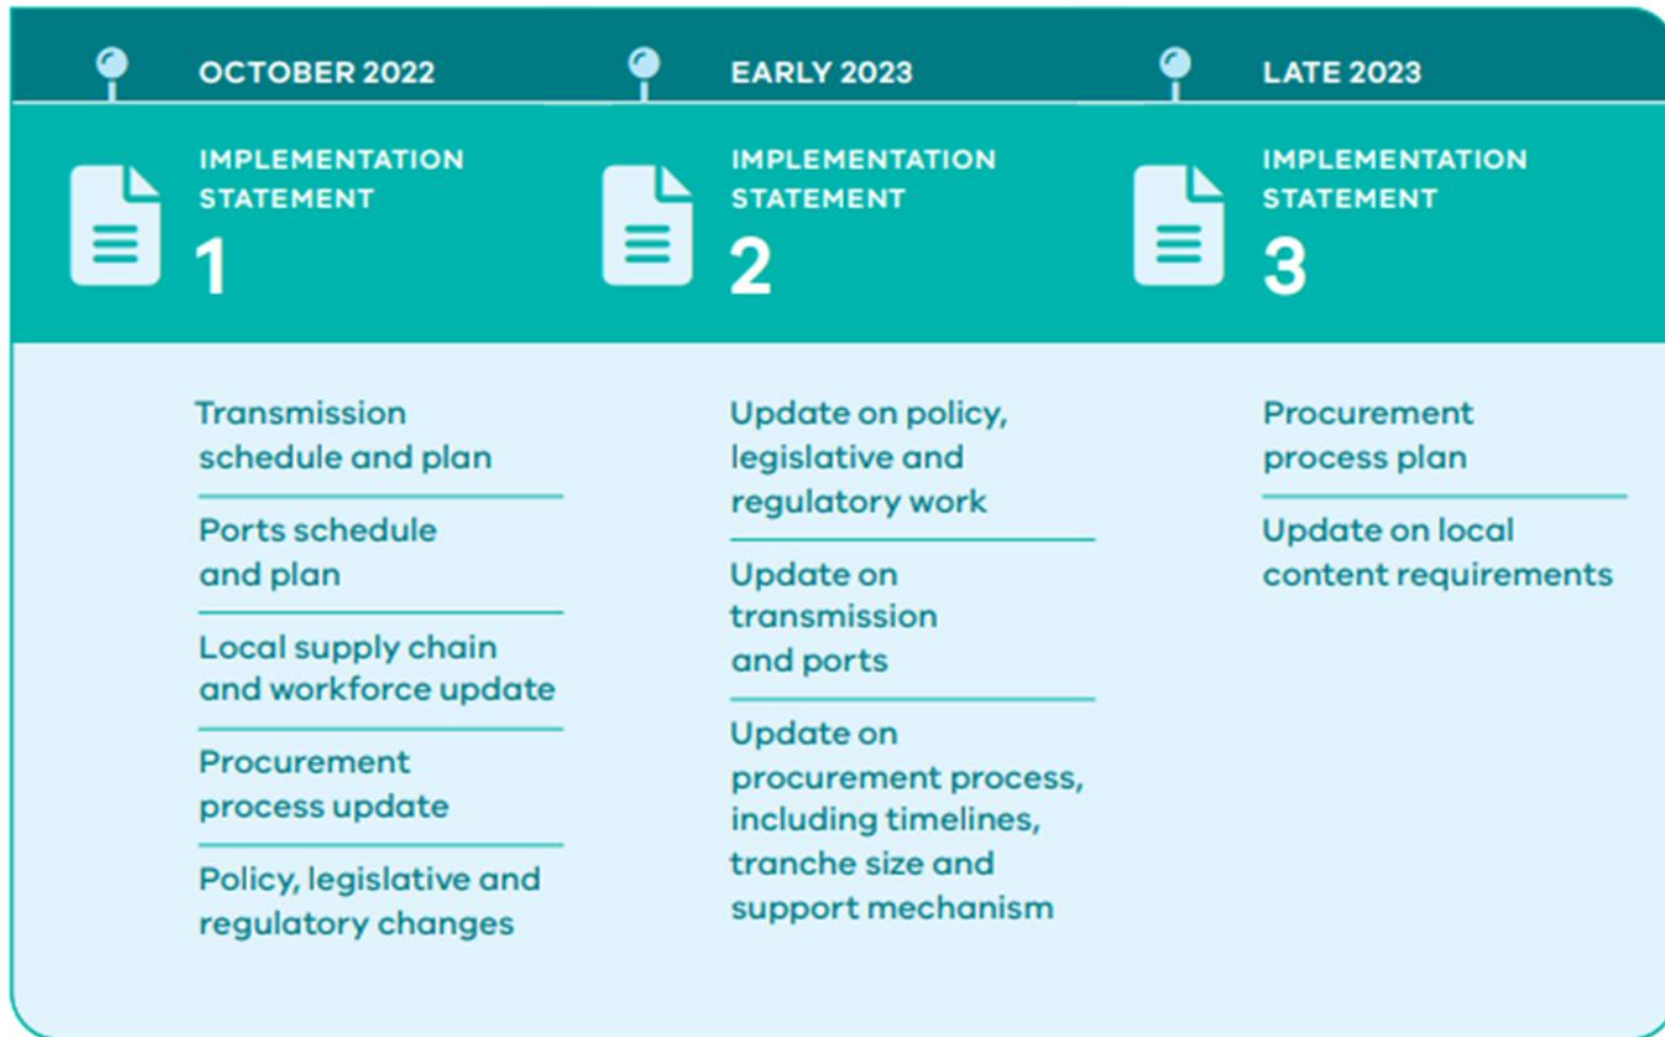 OCTOBER 2022
IMPLEMENTATION
STATEMENT
1
Transmission
schedule and plan
Ports schedule
and plan
Local supply chain
and workforce update
Procurement
process update
Policy, legislative and
regulatory changes
EARLY 2023
IMPLEMENTATION
STATEMENT
2
Update on policy,
legislative and
regulatory work
Update on
transmission
and ports
Update on
procurement process,
including timelines,
tranche size and
support mechanism
LATE 2023
IMPLEMENTATION
STATEMENT
3
Procurement
process plan
Update on local
content requirements